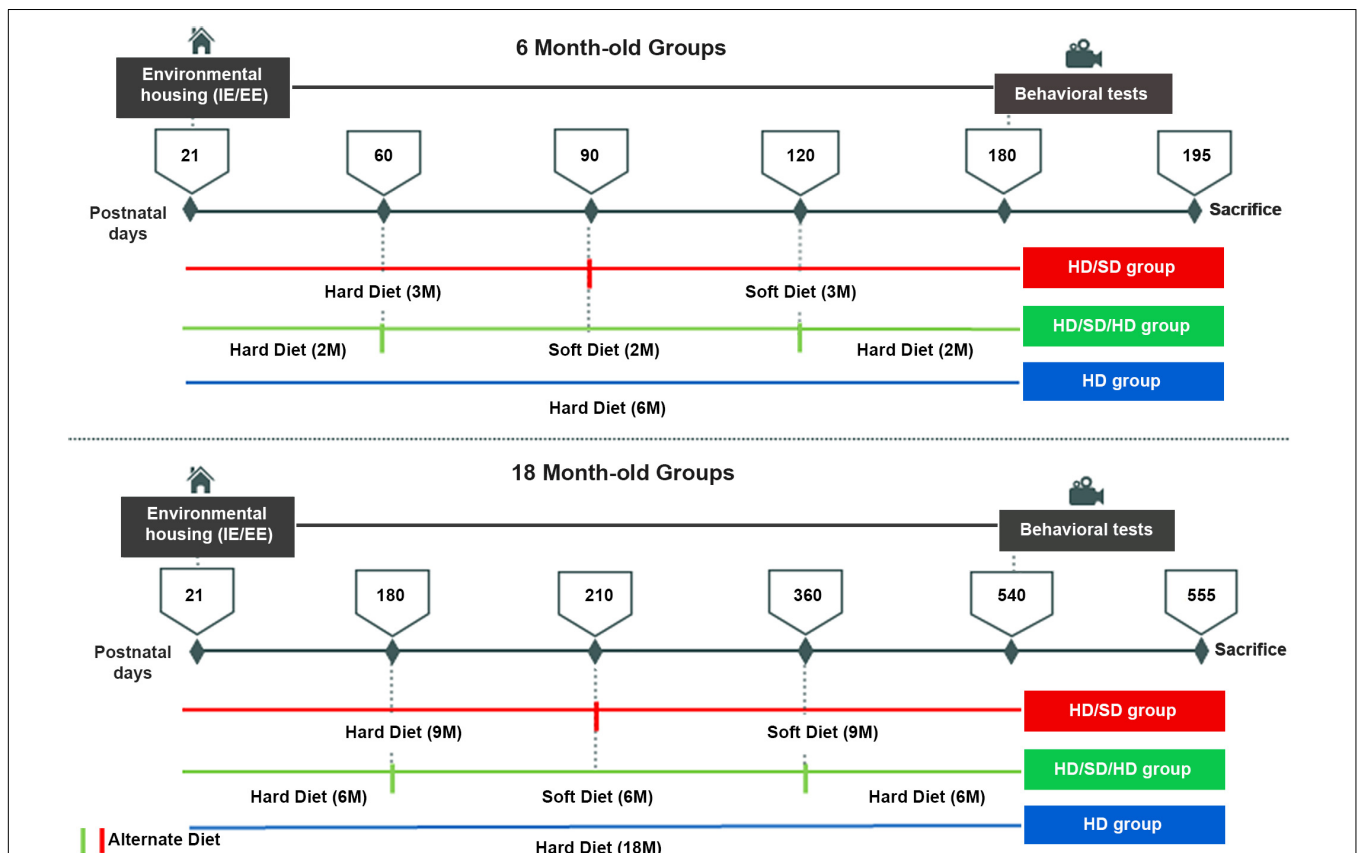 6 Month-old Groups
Environmental
housing (IE/EE)
Behavioral tests
21
60
90
120
180
195
Postnatal
days
Sacrifice
HD/SD group
Hard Diet (3M)
Soft Diet (3M)
HD/SD/HD group
Hard Diet (2M)
Soft Diet (2M)
Hard Diet (2M)
HD group
Hard Diet (6M)
18 Month-old Groups
Environmental
housing (IE/EE)
Behavioral tests
21
180
210
360
540
555
Postnatal
days
Sacrifice
HD/SD group
Hard Diet (9M)
Soft Diet (9M)
HD/SD/HD group
Hard Diet (6M)
Soft Diet (6M)
Hard Diet (6M)
HD group
Alternate Diet
Hard Diet (18M)